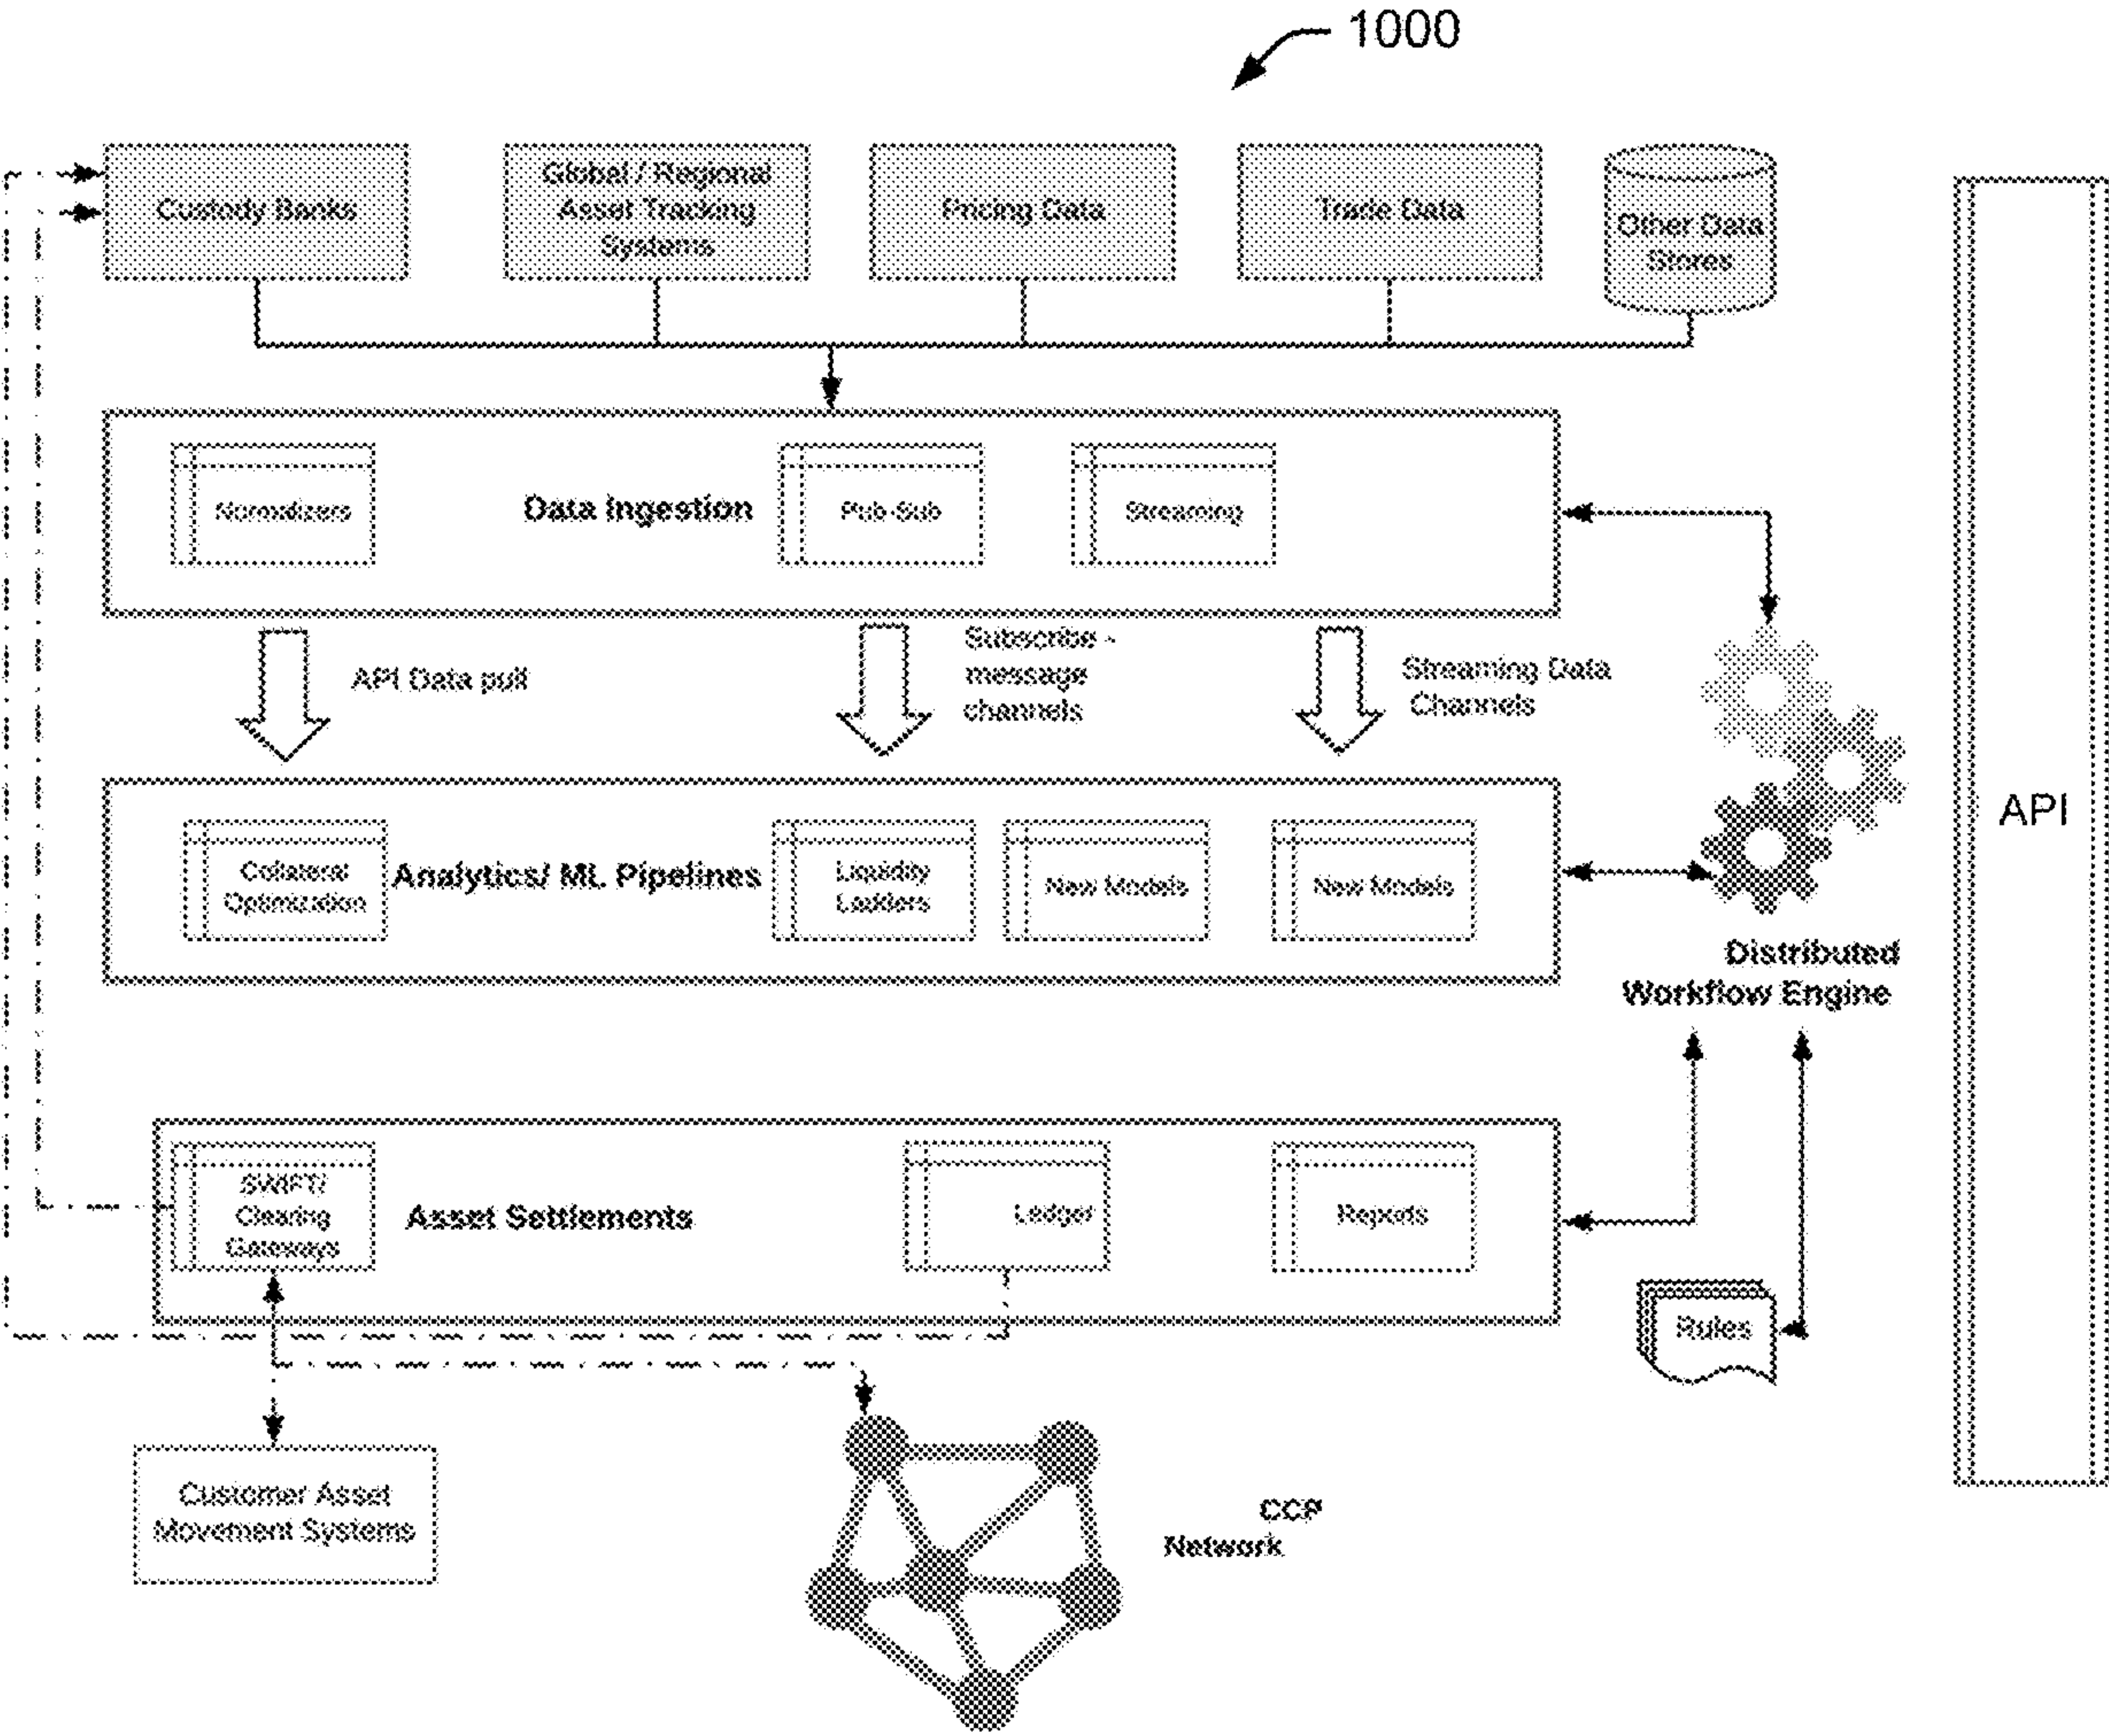 1000
Custody Banks
Global / Regional
Asset Tracking
Systems
Pricing Data
Trade Data
Other Data
Stores
API
Normalizers
Data Ingestion
Pub-Sub
Streaming
API Data pull
Subscribe -
message
channels
Streaming Data
Channels
Collateral
Optimization
Analytics/ ML Pipelines
Liquidity
Ladders
New Models
New Models
Distributed
Workflow Engine
SWIFT/
Clearing
Gateways
Asset Settlements
Ledger
Reports
Rules
Customer Asset
Movement Systems
CCP
Network